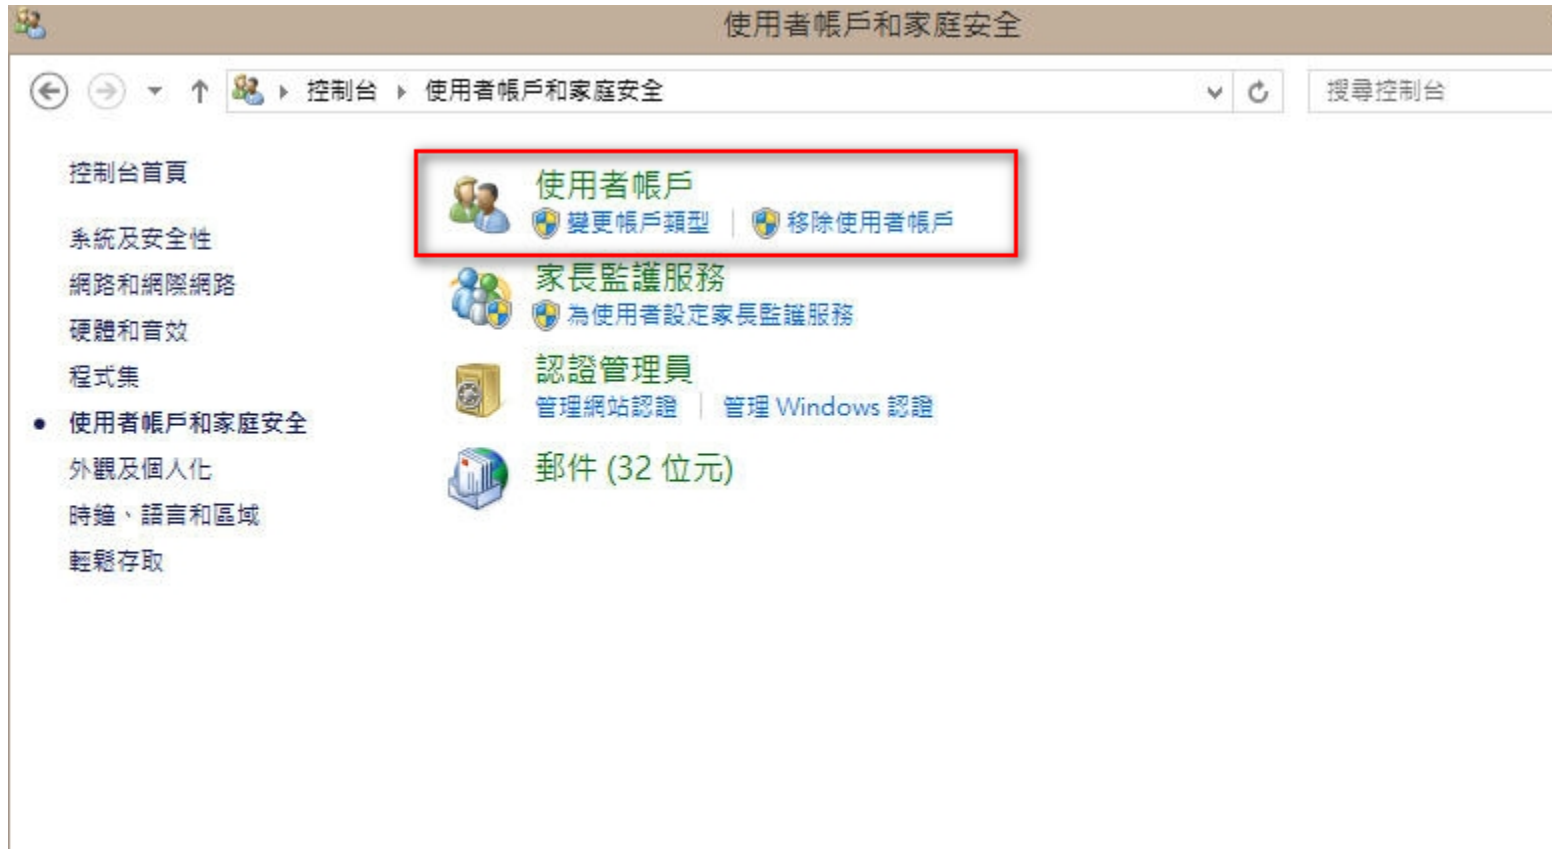 使用者帳戶和家庭安全
控制台 使用者帳戶和家庭安全
搜尋控制台
控制台首頁
系統及安全性
網路和網際網路
硬體和音效
程式集
使用者帳戶和家庭安全
外觀及個人化
時鐘、語言和區域
輕鬆存取
使用者帳戶
變更帳戶類型 移除使用者帳戶
家長監護服務
為使用者設定家長監護服務
認證管理員
管理網站認證 管理 Windows 認證
郵件 (32 位元)